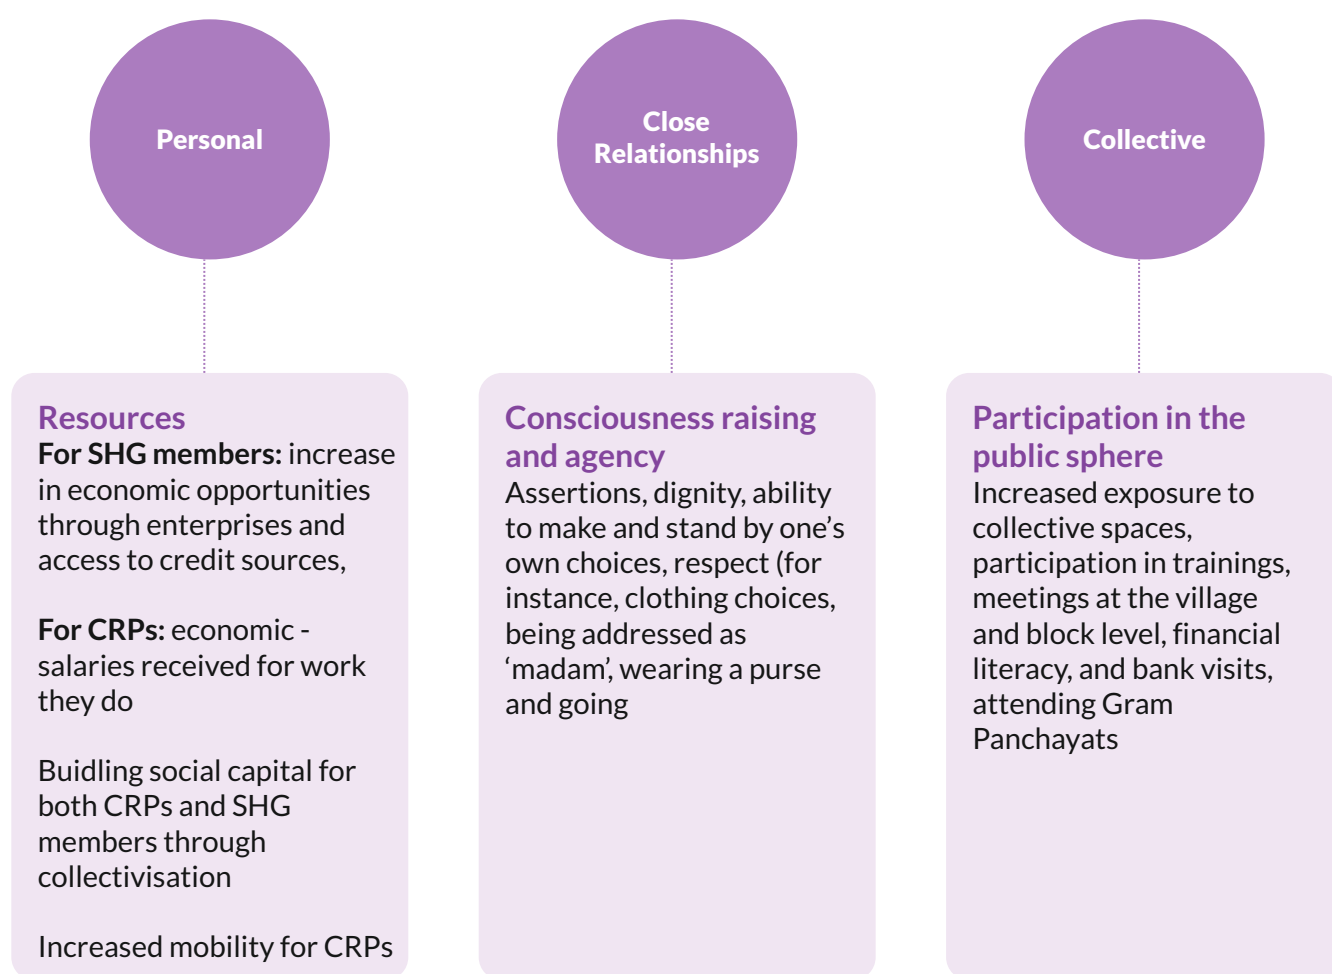 Personal
Close
Relationships
Collective
Resources
For SHG members: increase
in economic opportunities
through enterprises and
access to credit sources,
For CRPs: economic -
salaries received for work
they do
Buidling social capital for
both CRPs and SHG
members through
collectivisation
Increased mobility for CRPs
Consciousness raising
and agency
Assertions, dignity, ability
to make and stand by one’s
own choices, respect (for
instance, clothing choices,
being addressed as
‘madam’, wearing a purse
and going
Participation in the
public sphere
Increased exposure to
collective spaces,
participation in trainings,
meetings at the village
and block level, financial
literacy, and bank visits,
attending Gram
Panchayats